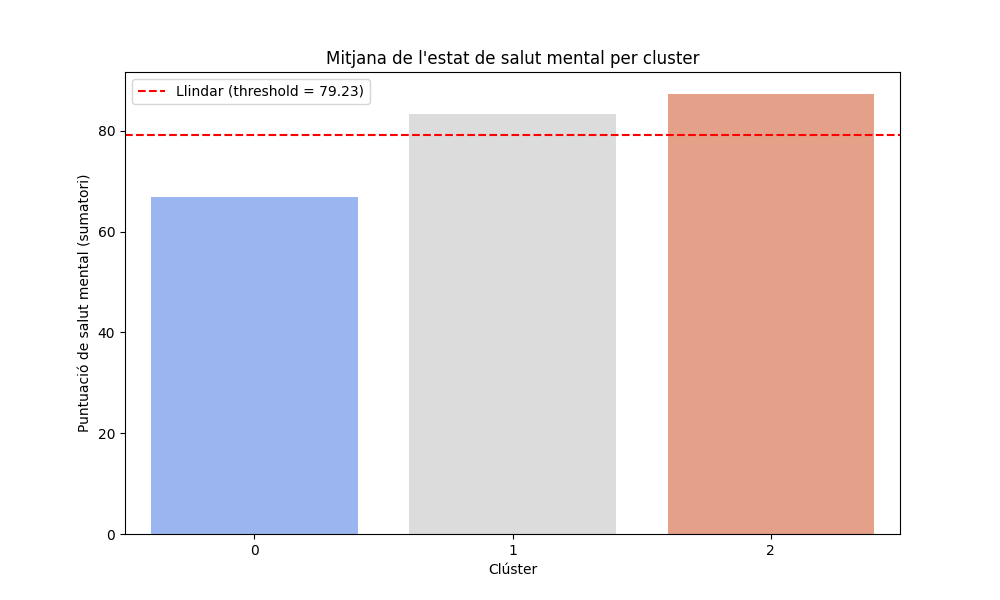 Mitjana de l'estat de salut mental per cluster
Llindar (threshold = 79.23)
Puntuació de salut mental (sumatori)
80
60
40
20
0
0
1
2
Clúster